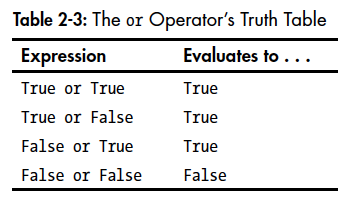 Table 2-3: The or Operator’s Truth Table
Expression Evaluates to . . .
True or True True
True or False True
False or True True
False or False False